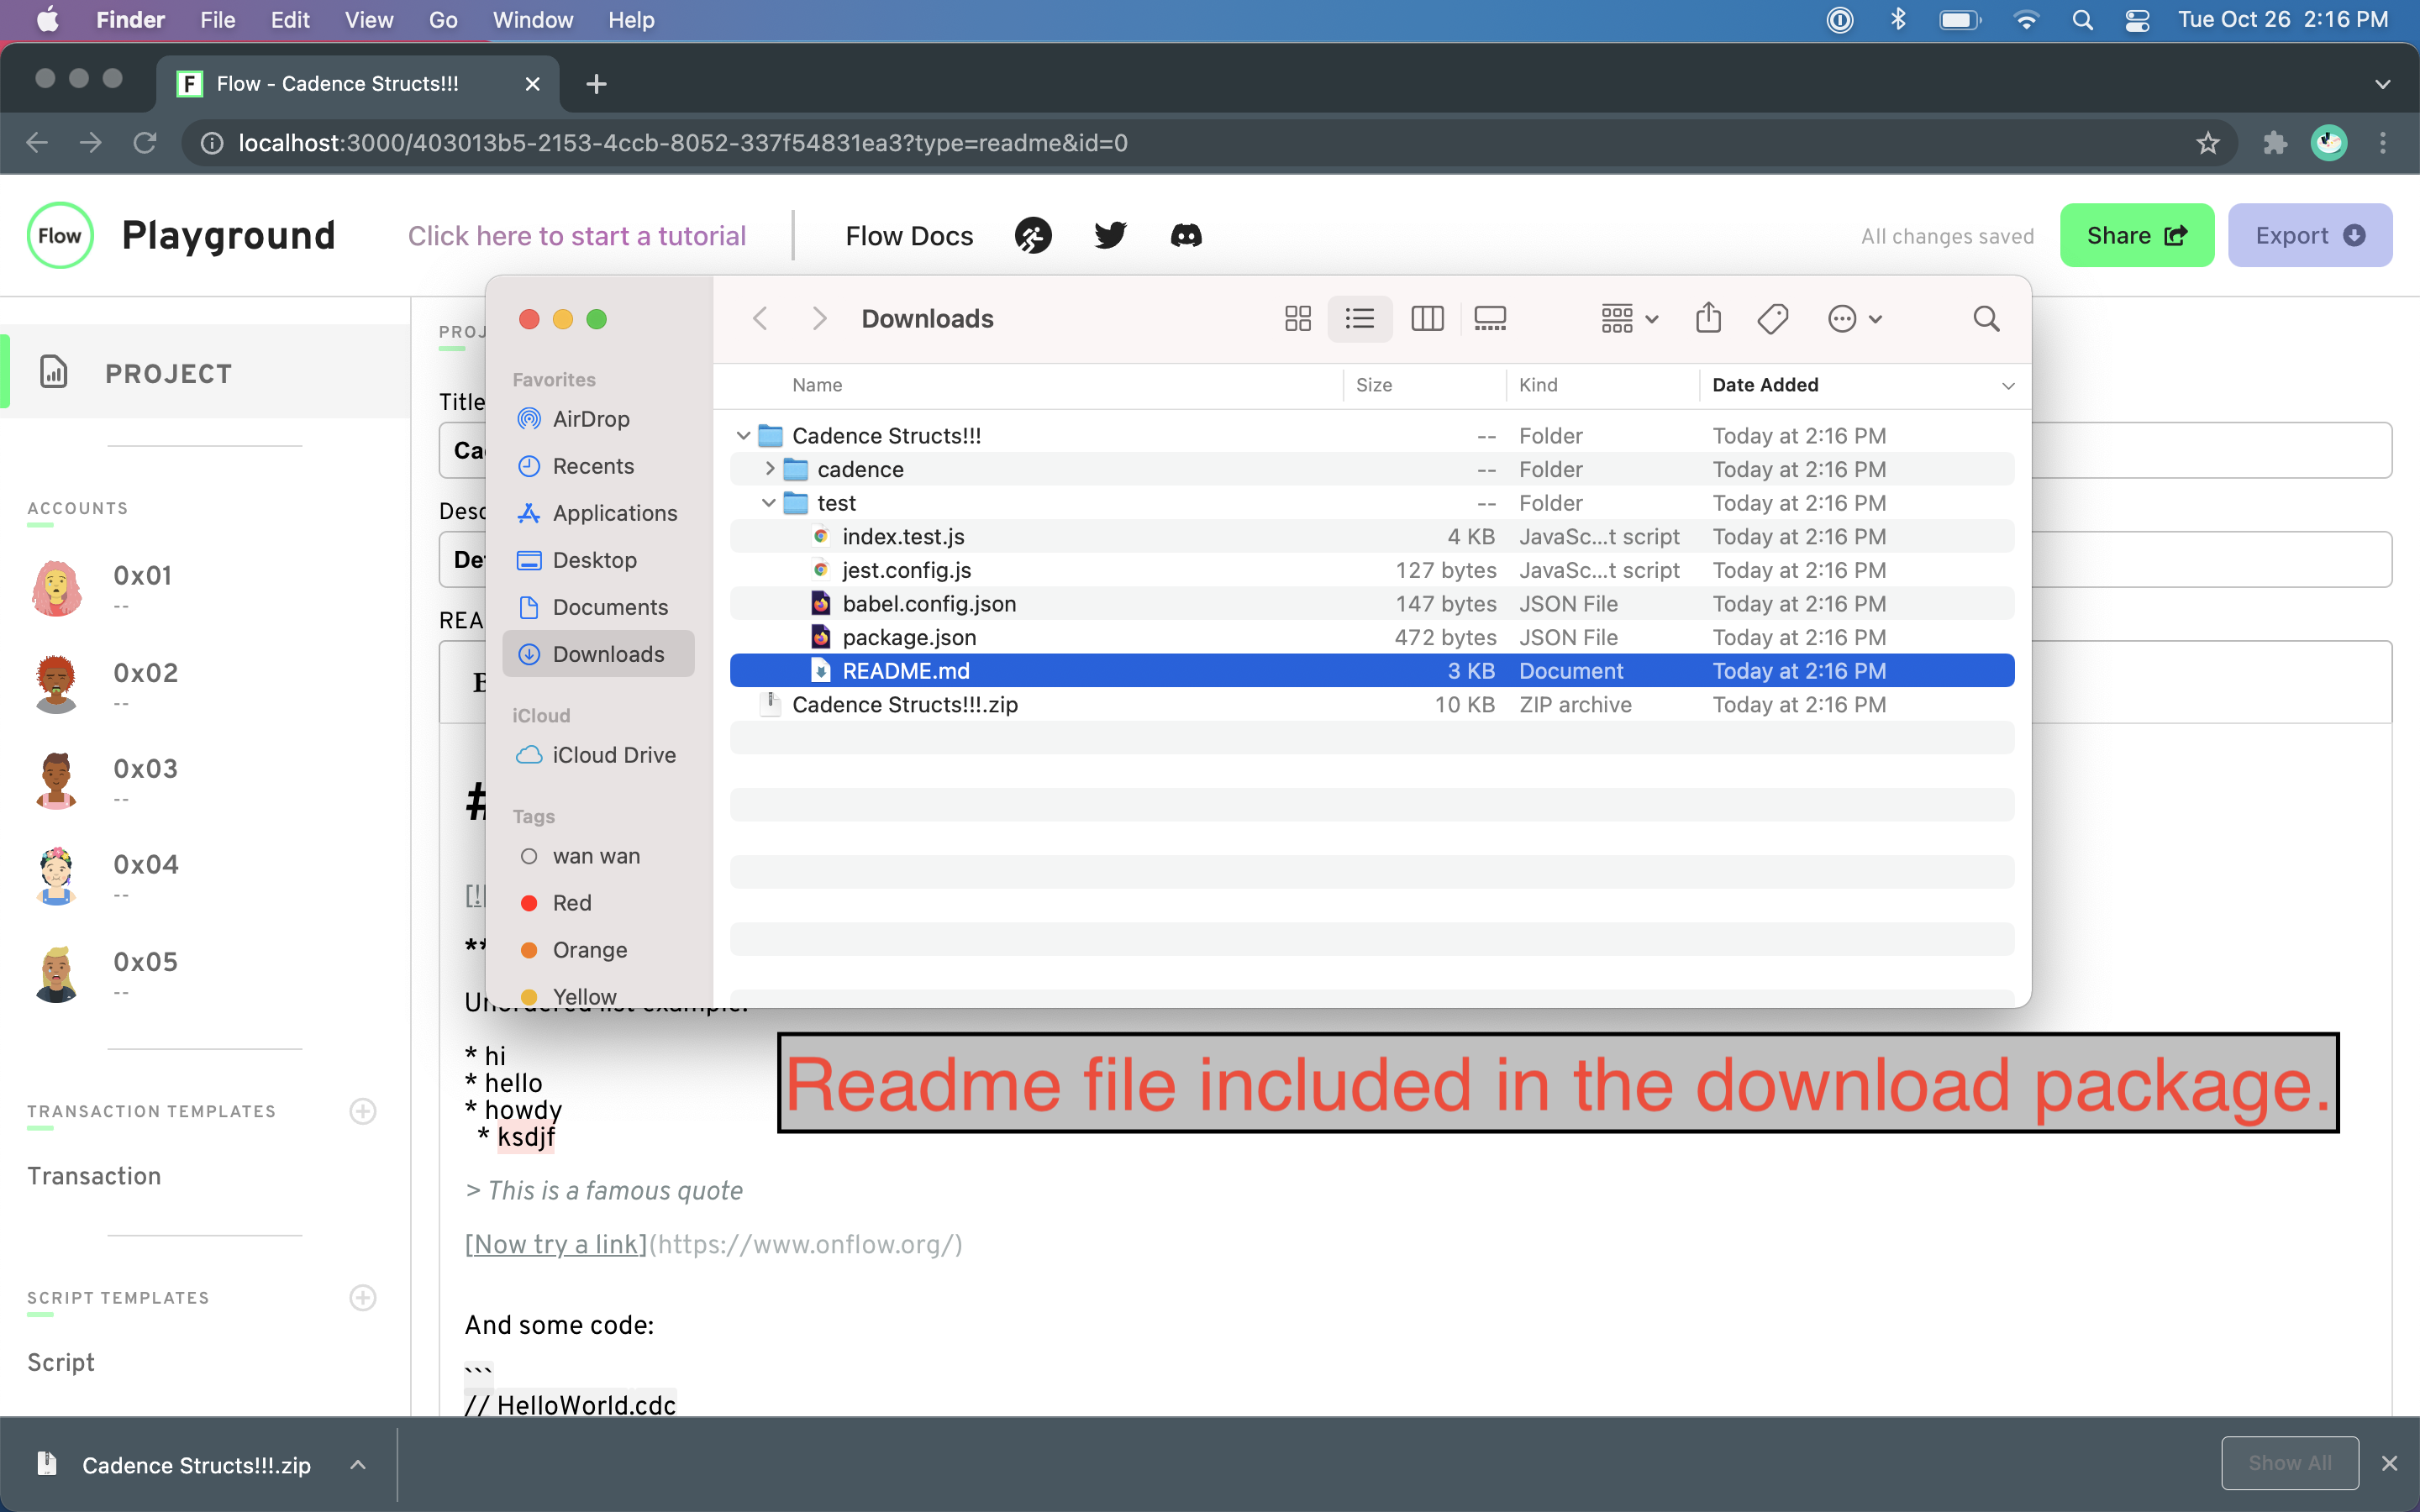 Finder File Edit View Go Window Help Tue Oct 26 2:16 PM
F Flow - Cadence Structs!!!
localhost:3000/403013b5-2153-4ccb-8052-337f54831ea3?type=readme&id=0
Flow Playground Click here to start a tutorial Flow Docs All changes saved Share Export
PROJECT
ACCOUNTS
0x01
--
0x02
--
0x03
--
0x04
--
0x05
--
TRANSACTION TEMPLATES
Transaction
SCRIPT TEMPLATES
Script
PROJ
Title
Ca
Desc
De
REA
B
#
[!
**
Favorites
AirDrop
Recents
Applications
Desktop
Documents
Downloads
iCloud
iCloud Drive
Tags
wan wan
Red
Orange
Yellow
Downloads
Name Size Kind Date Added
Cadence Structs!!! -- Folder Today at 2:16 PM
cadence -- Folder Today at 2:16 PM
test -- Folder Today at 2:16 PM
index.test.js 4 KB JavaSc...t script Today at 2:16 PM
jest.config.js 127 bytes JavaSc...t script Today at 2:16 PM
babel.config.json 147 bytes JSON File Today at 2:16 PM
package.json 472 bytes JSON File Today at 2:16 PM
README.md 3 KB Document Today at 2:16 PM
Cadence Structs!!!.zip 10 KB ZIP archive Today at 2:16 PM
Unordered list example:
* hi
* hello
* howdy
* ksdjf
Readme file included in the download package.
> This is a famous quote
[Now try a link](https://www.onflow.org/)
And some code:
```
// HelloWorld.cdc
Cadence Structs!!!.zip Show All